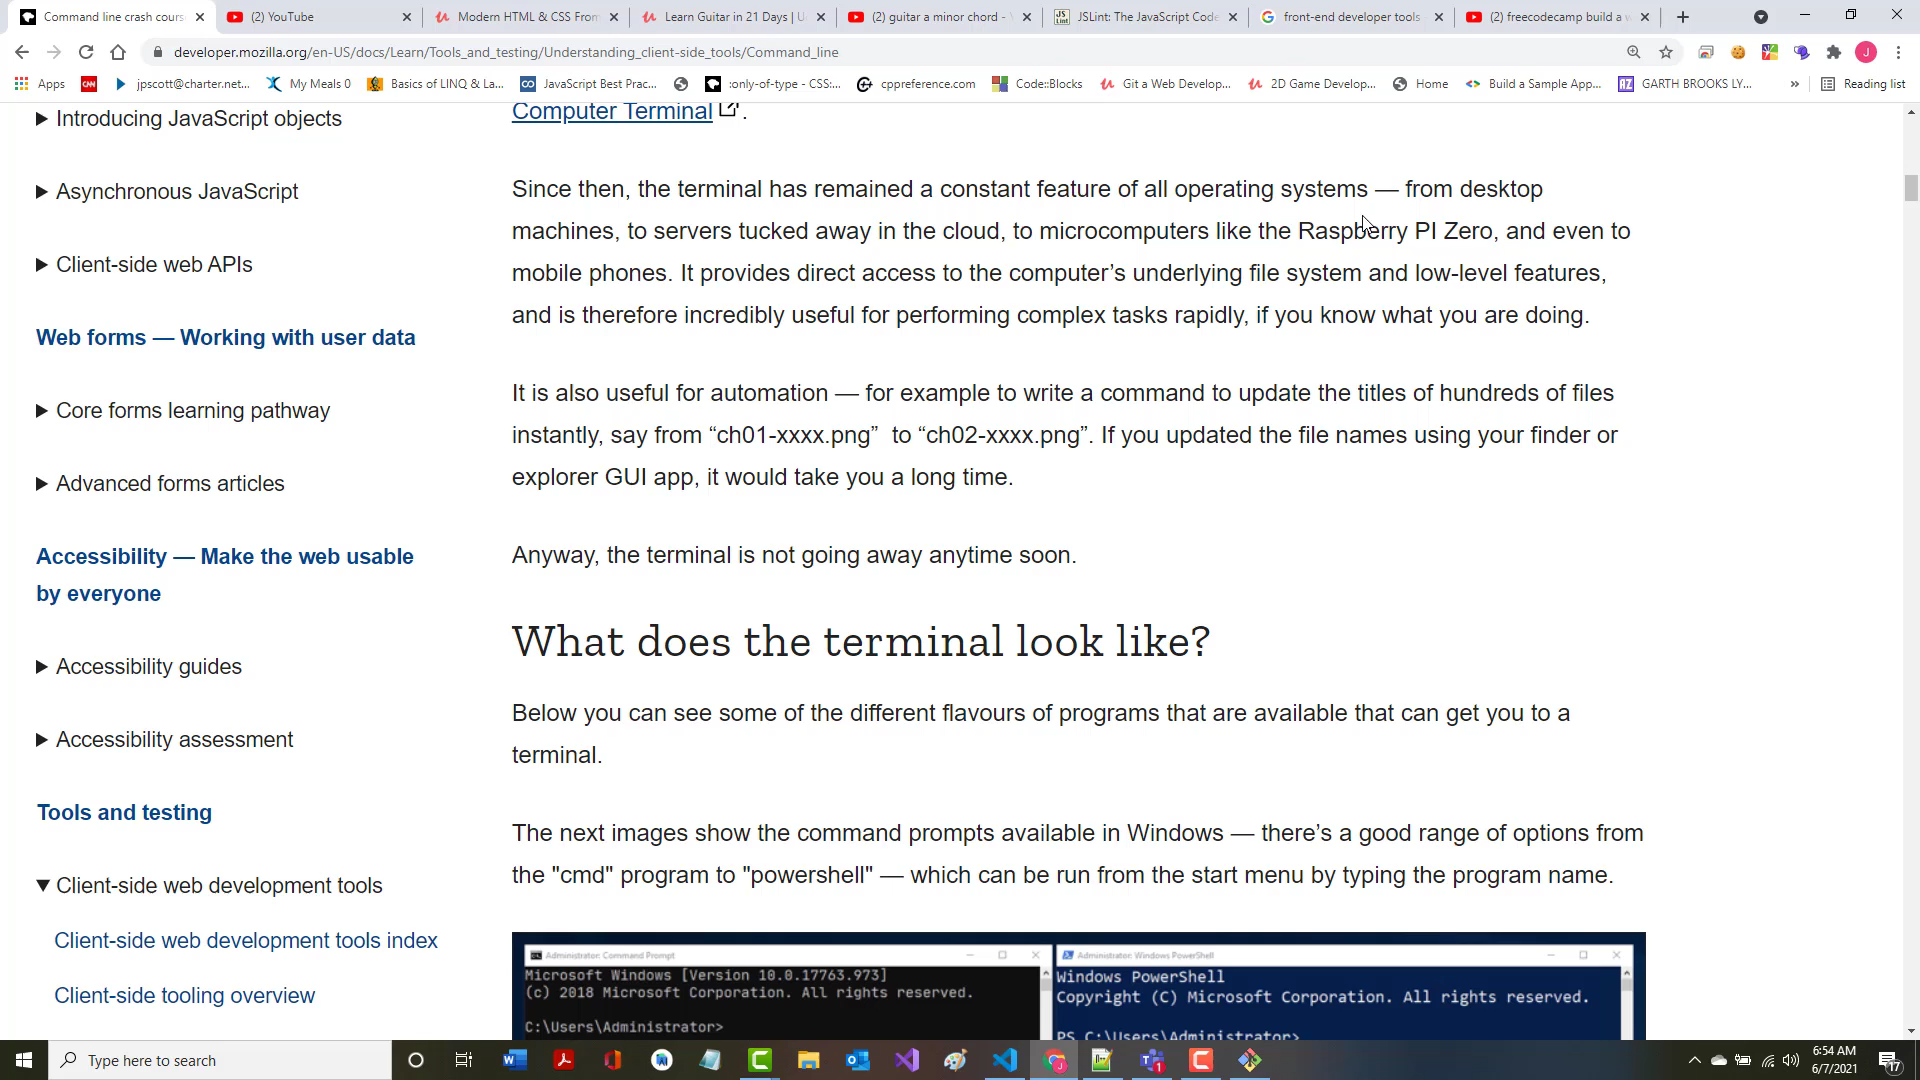 Command line crash cours
(2) YouTube
Modern HTML & CSS From
Learn Guitar in 21 Days | U
(2) guitar a minor chord -
JSLint: The JavaScript Code
front-end developer tools
(2) freecodecamp build a w
developer.mozilla.org/en-US/docs/Learn/Tools_and_testing/Understanding_client-side_tools/Command_line
J
Apps
CNN
jpscott@charter.net...
My Meals 0
Basics of LINQ & La...
JavaScript Best Prac...
:only-of-type - CSS:...
cppreference.com
Code::Blocks
Git a Web Develop...
2D Game Develop...
Home
Build a Sample App...
GARTH BROOKS LY...
»
Reading list
Introducing JavaScript objects
Asynchronous JavaScript
Client-side web APIs
Web forms — Working with user data
Core forms learning pathway
Advanced forms articles
Accessibility — Make the web usable
by everyone
Accessibility guides
Accessibility assessment
Tools and testing
Client-side web development tools
Client-side web development tools index
Client-side tooling overview
Computer Terminal .
Since then, the terminal has remained a constant feature of all operating systems — from desktop
machines, to servers tucked away in the cloud, to microcomputers like the Raspberry PI Zero, and even to
mobile phones. It provides direct access to the computer’s underlying file system and low-level features,
and is therefore incredibly useful for performing complex tasks rapidly, if you know what you are doing.
It is also useful for automation — for example to write a command to update the titles of hundreds of files
instantly, say from “ch01-xxxx.png”  to “ch02-xxxx.png”. If you updated the file names using your finder or
explorer GUI app, it would take you a long time.
Anyway, the terminal is not going away anytime soon.
What does the terminal look like?
Below you can see some of the different flavours of programs that are available that can get you to a
terminal.
The next images show the command prompts available in Windows — there’s a good range of options from
the "cmd" program to "powershell" — which can be run from the start menu by typing the program name.
Administrator: Command Prompt
Microsoft Windows [Version 10.0.17763.973]
(c) 2018 Microsoft Corporation. All rights reserved.
C:\Users\Administrator>
Administrator: Windows PowerShell
Windows PowerShell
Copyright (C) Microsoft Corporation. All rights reserved.
PS C:\Users\Administrator>
Type here to search
6:54 AM
6/7/2021
17